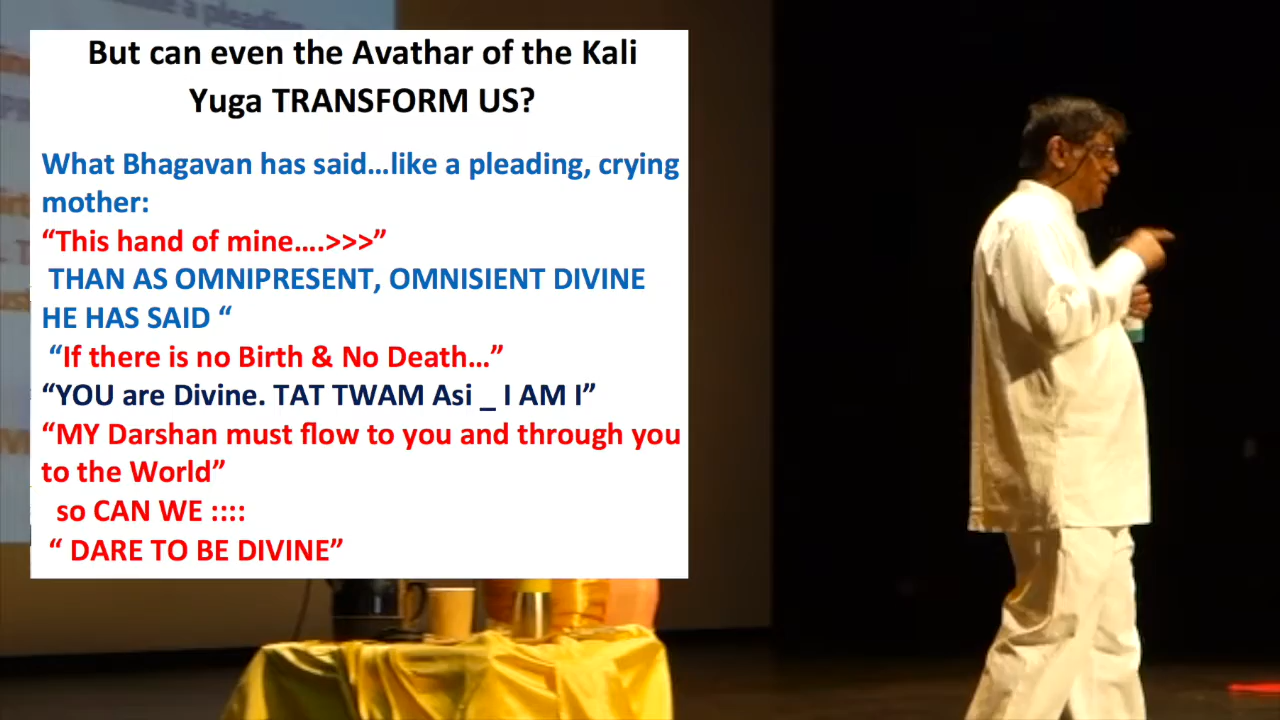 But can even the Avathar of the Kali
Yuga TRANSFORM US?
What Bhagavan has said…like a pleading, crying
mother:
“This hand of mine….>>>”
THAN AS OMNIPRESENT, OMNISIENT DIVINE
HE HAS SAID “
“If there is no Birth & No Death…”
“YOU are Divine. TAT TWAM Asi _ I AM I”
“MY Darshan must flow to you and through you
to the World”
so CAN WE ::::
“ DARE TO BE DIVINE”